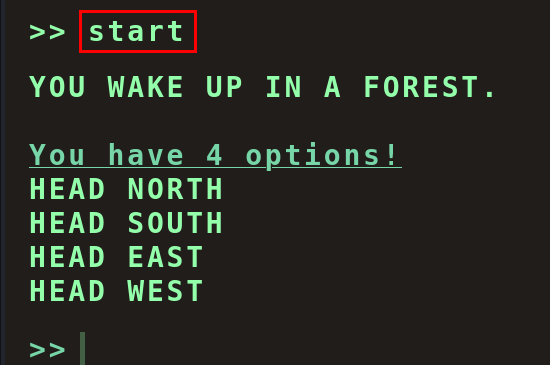 >> start
YOU WAKE UP IN A FOREST.
You have 4 options!
HEAD NORTH
HEAD SOUTH
HEAD EAST
HEAD WEST
>>